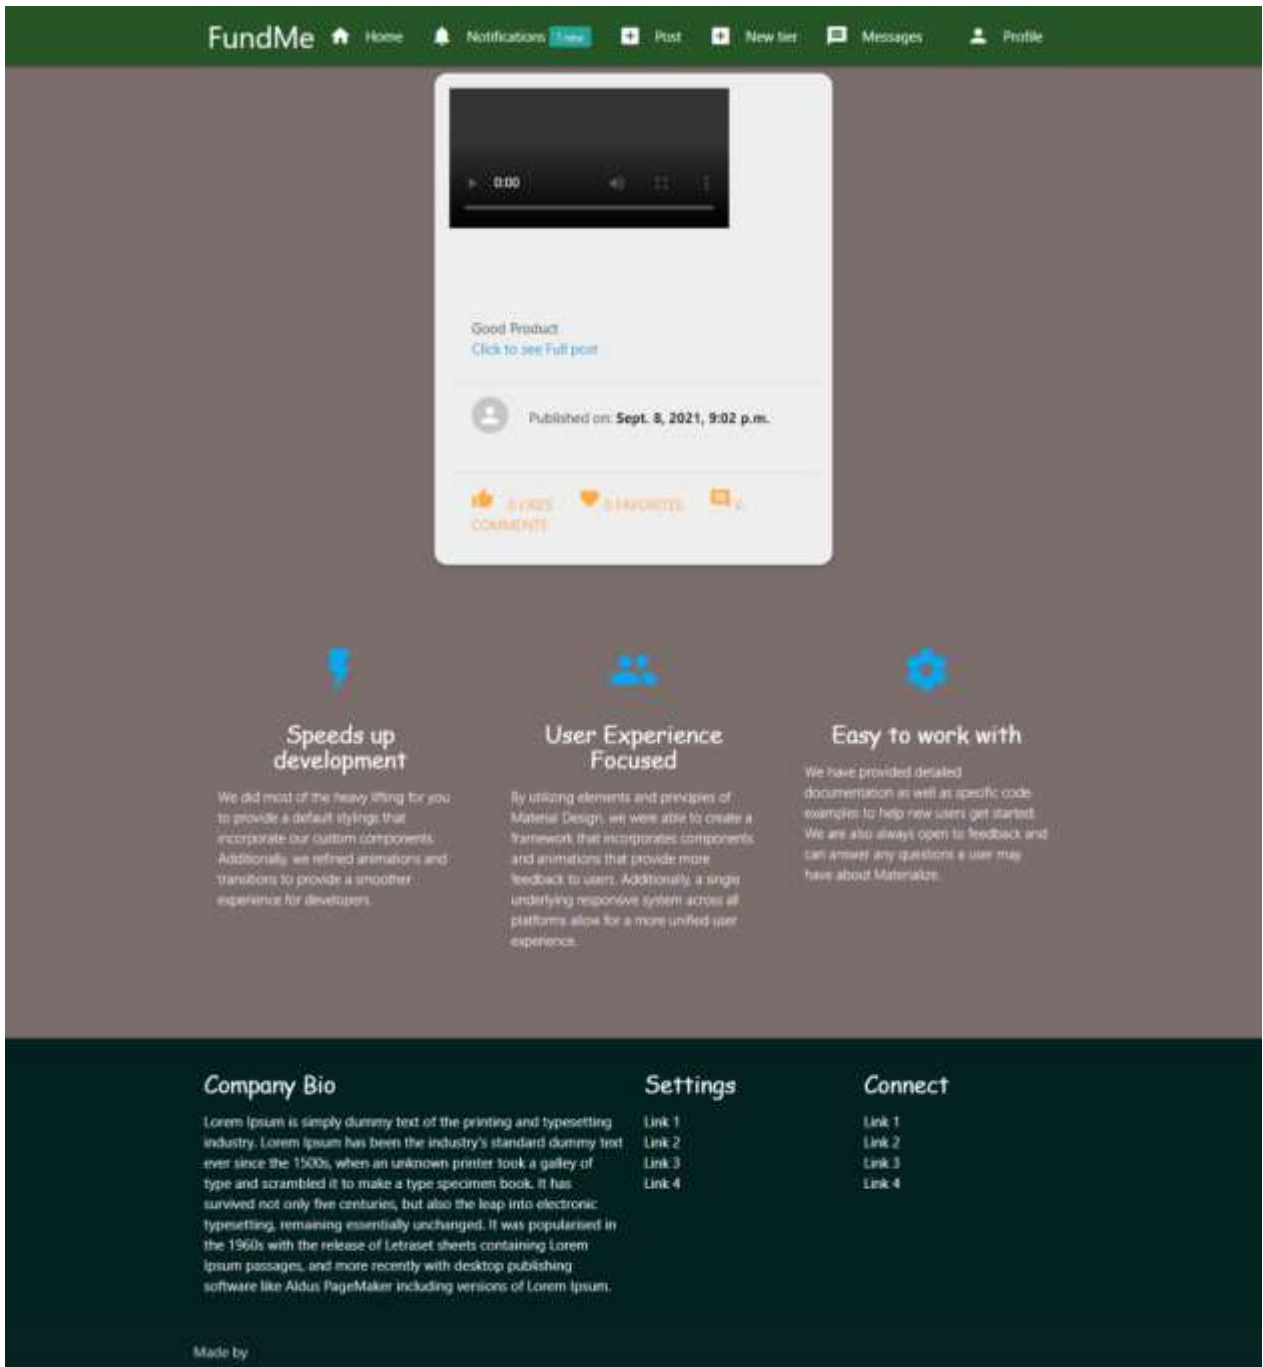 FundMe Home Notifications 1 new Post New tier Messages Profile
0:00
Good Product
Click to see Full post
Published on: Sept. 8, 2021, 9:02 p.m.
0 LIKES 0 FAVORITES 0
COMMENTS
Speeds up
development
We did most of the heavy lifting for you
to provide a default stylings that
incorporate our custom components.
Additionally, we refined animations and
transitions to provide a smoother
experience for developers.
User Experience
Focused
By utilizing elements and principles of
Material Design, we were able to create a
framework that incorporates components
and animations that provide more
feedback to users. Additionally, a single
underlying responsive system across all
platforms allow for a more unified user
experience.
Easy to work with
We have provided detailed
documentation as well as specific code
examples to help new users get started.
We are also always open to feedback and
can answer any questions a user may
have about Materialize.
Company Bio
Lorem Ipsum is simply dummy text of the printing and typesetting
industry. Lorem Ipsum has been the industry's standard dummy text
ever since the 1500s, when an unknown printer took a galley of
type and scrambled it to make a type specimen book. It has
survived not only five centuries, but also the leap into electronic
typesetting, remaining essentially unchanged. It was popularised in
the 1960s with the release of Letraset sheets containing Lorem
Ipsum passages, and more recently with desktop publishing
software like Aldus PageMaker including versions of Lorem Ipsum.
Settings
Link 1
Link 2
Link 3
Link 4
Connect
Link 1
Link 2
Link 3
Link 4
Made by